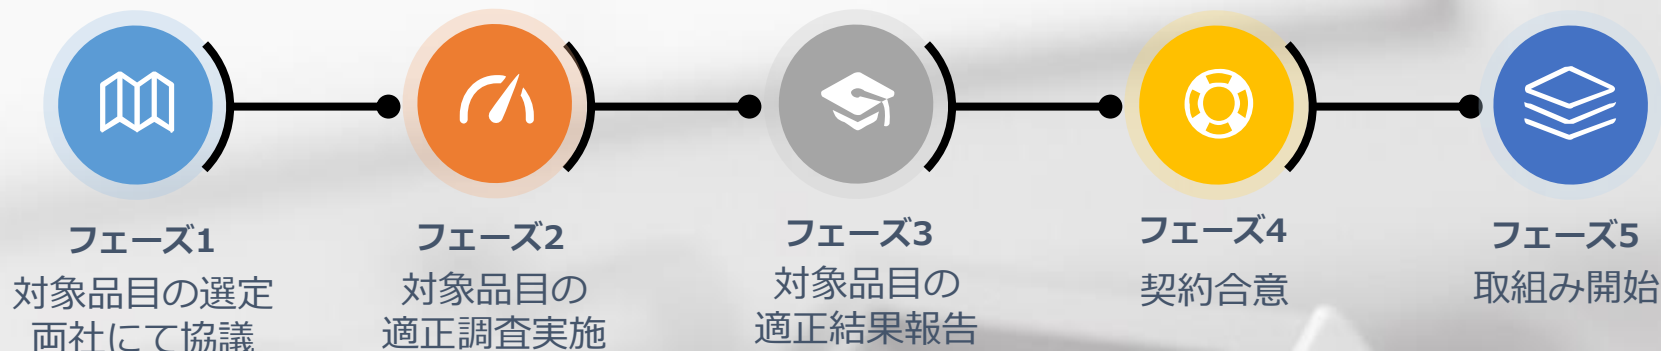 フェーズ1
対象品目の選定
両社にて協議
フェーズ2
対象品目の
適正調査実施
フェーズ3
対象品目の
適正結果報告
フェーズ4
契約合意
フェーズ5
取組み開始